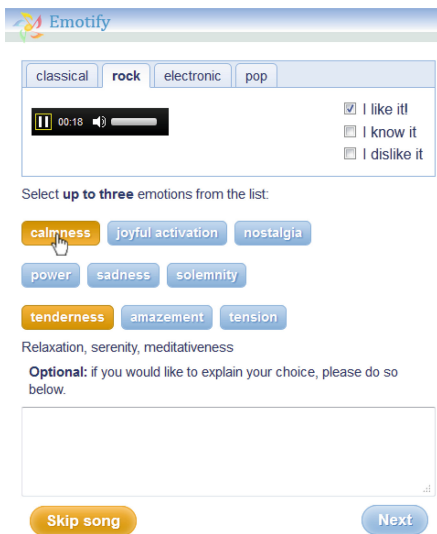 Emotify
classical rock electronic pop
00:18
I like it!
I know it
I dislike it
Select up to three emotions from the list:
calmness joyful activation nostalgia
power sadness solemnity
tenderness amazement tension
Relaxation, serenity, meditativeness
Optional: if you would like to explain your choice, please do so
below.
Skip song Next